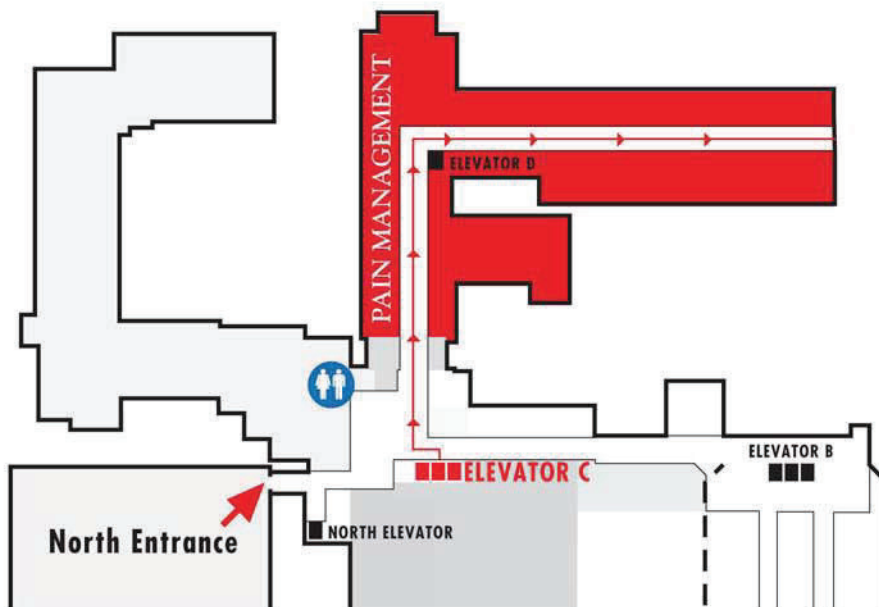 PAIN MANAGEMENT
ELEVATOR D
ELEVATOR B
ELEVATOR C
NORTH ELEVATOR
North Entrance